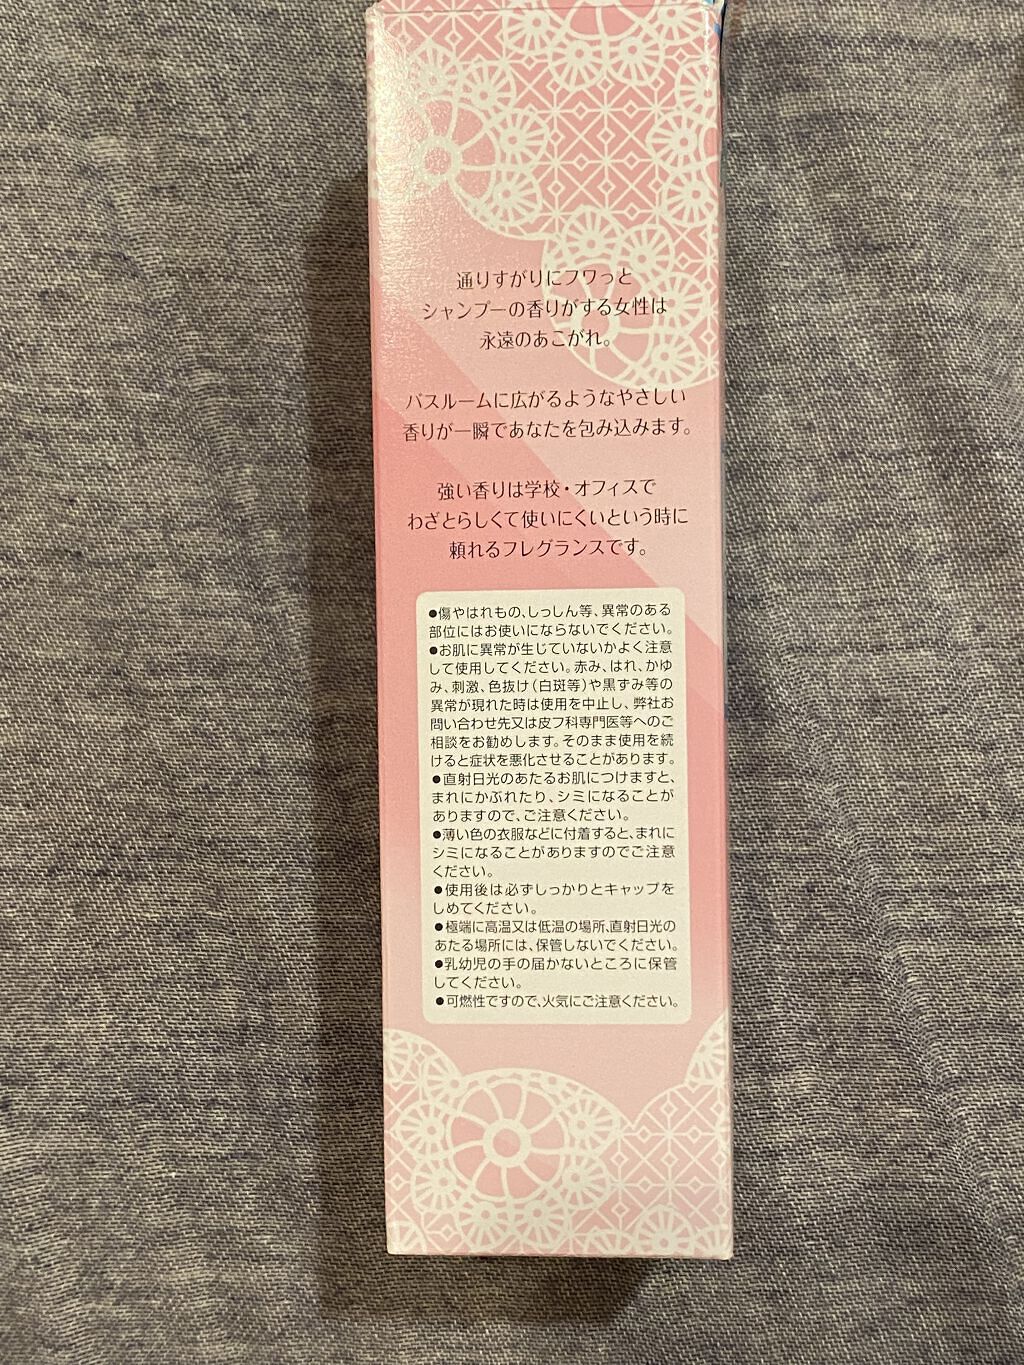 通りすがりにフワっと
シャンプーの香りがする女性は
永遠のあこがれ。
バスルームに広がるようなやさしい
香りが一瞬であなたを包み込みます。
強い香りは学校・オフィスで
わざとらしくて使いにくいという時に
頼れるフレグランスです。
●傷やはれもの、しっしん等、異常のある
部位にはお使いにならないでください。
●お肌に異常が生じていないかよく注意
して使用してください。赤み、はれ、かゆ
み、刺激、色抜け(白斑等)や黒ずみ等の
異常が現れた時は使用を中止し、弊社お
問い合わせ先又は皮フ科専門医等へのご
相談をお勧めします。そのまま使用を続
けると症状を悪化させることがあります。
●直射日光のあたるお肌につけますと、
まれにかぶれたり、シミになることが
ありますので、ご注意ください。
●薄い色の衣服などに付着すると、まれに
シミになることがありますのでご注意
ください。
●使用後は必ずしっかりとキャップを
しめてください。
●極端に高温又は低温の場所、直射日光の
あたる場所には、保管しないでください。
●乳幼児の手の届かないところに保管
してください。
●可燃性ですので、火気にご注意ください。